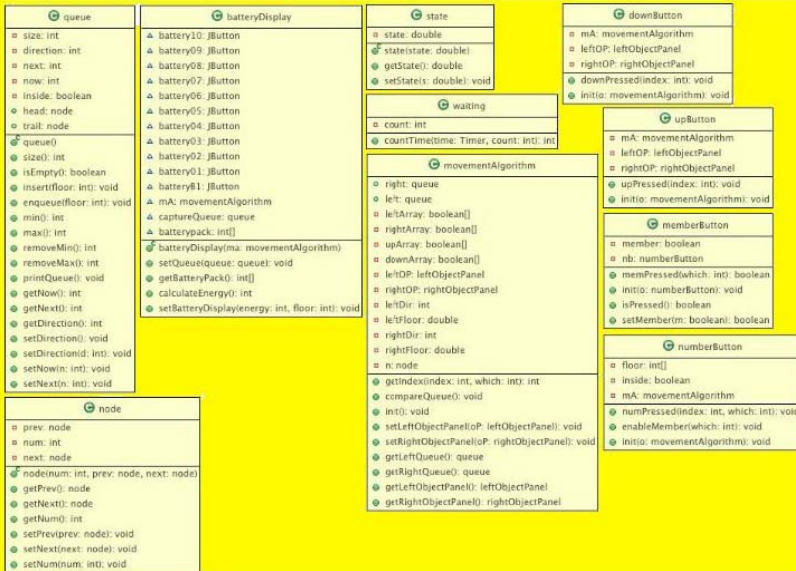 queue
size: int
direction: int
next: int
now: int
inside: boolean
head: node
trail: node
queue()
size(): int
isEmpty(): boolean
insert(floor: int): void
enqueue(floor: int): void
min(): int
max(): int
removeMin(): int
removeMax(): int
printQueue(): void
getNow(): int
getNext(): int
getDirection(): int
setDirection(): void
setDirection(d: int): void
setNow(n: int): void
setNext(n: int): void
node
prev: node
num: int
next: node
node(num: int, prev: node, next: node)
getPrev(): node
getNext(): node
getNum(): int
setPrev(prev: node): void
setNext(next: node): void
setNum(num: int): void
batteryDisplay
battery10: JButton
battery09: JButton
battery08: JButton
battery07: JButton
battery06: JButton
battery05: JButton
battery04: JButton
battery03: JButton
battery02: JButton
battery01: JButton
batteryB1: JButton
mA: movementAlgorithm
captureQueue: queue
batterypack: int[]
batteryDisplay(ma: movementAlgorithm)
setQueue(queue: queue): void
getBatteryPack(): int[]
calculateEnergy(): int
setBatteryDisplay(energy: int, floor: int): void
state
state: double
state(state: double)
getState(): double
setState(s: double): void
waiting
count: int
countTime(time: Timer, count: int): int
movementAlgorithm
right: queue
left: queue
leftArray: boolean[]
rightArray: boolean[]
upArray: boolean[]
downArray: boolean[]
leftOP: leftObjectPanel
rightOP: rightObjectPanel
leftDir: int
leftFloor: double
rightDir: int
rightFloor: double
n: node
getIndex(index: int, which: int): int
compareQueue(): void
init(): void
setLeftObjectPanel(oP: leftObjectPanel): void
setRightObjectPanel(oP: rightObjectPanel): void
getLeftQueue(): queue
getRightQueue(): queue
getLeftObjectPanel(): leftObjectPanel
getRightObjectPanel(): rightObjectPanel
downButton
mA: movementAlgorithm
leftOP: leftObjectPanel
rightOP: rightObjectPanel
downPressed(index: int): void
init(o: movementAlgorithm): void
upButton
mA: movementAlgorithm
leftOP: leftObjectPanel
rightOP: rightObjectPanel
upPressed(index: int): void
init(o: movementAlgorithm): void
memberButton
member: boolean
nb: numberButton
memPressed(which: int): boolean
init(o: numberButton): void
isPressed(): boolean
setMember(m: boolean): boolean
numberButton
floor: int[]
inside: boolean
mA: movementAlgorithm
numPressed(index: int, which: int): void
enableMember(which: int): void
init(o: movementAlgorithm): void